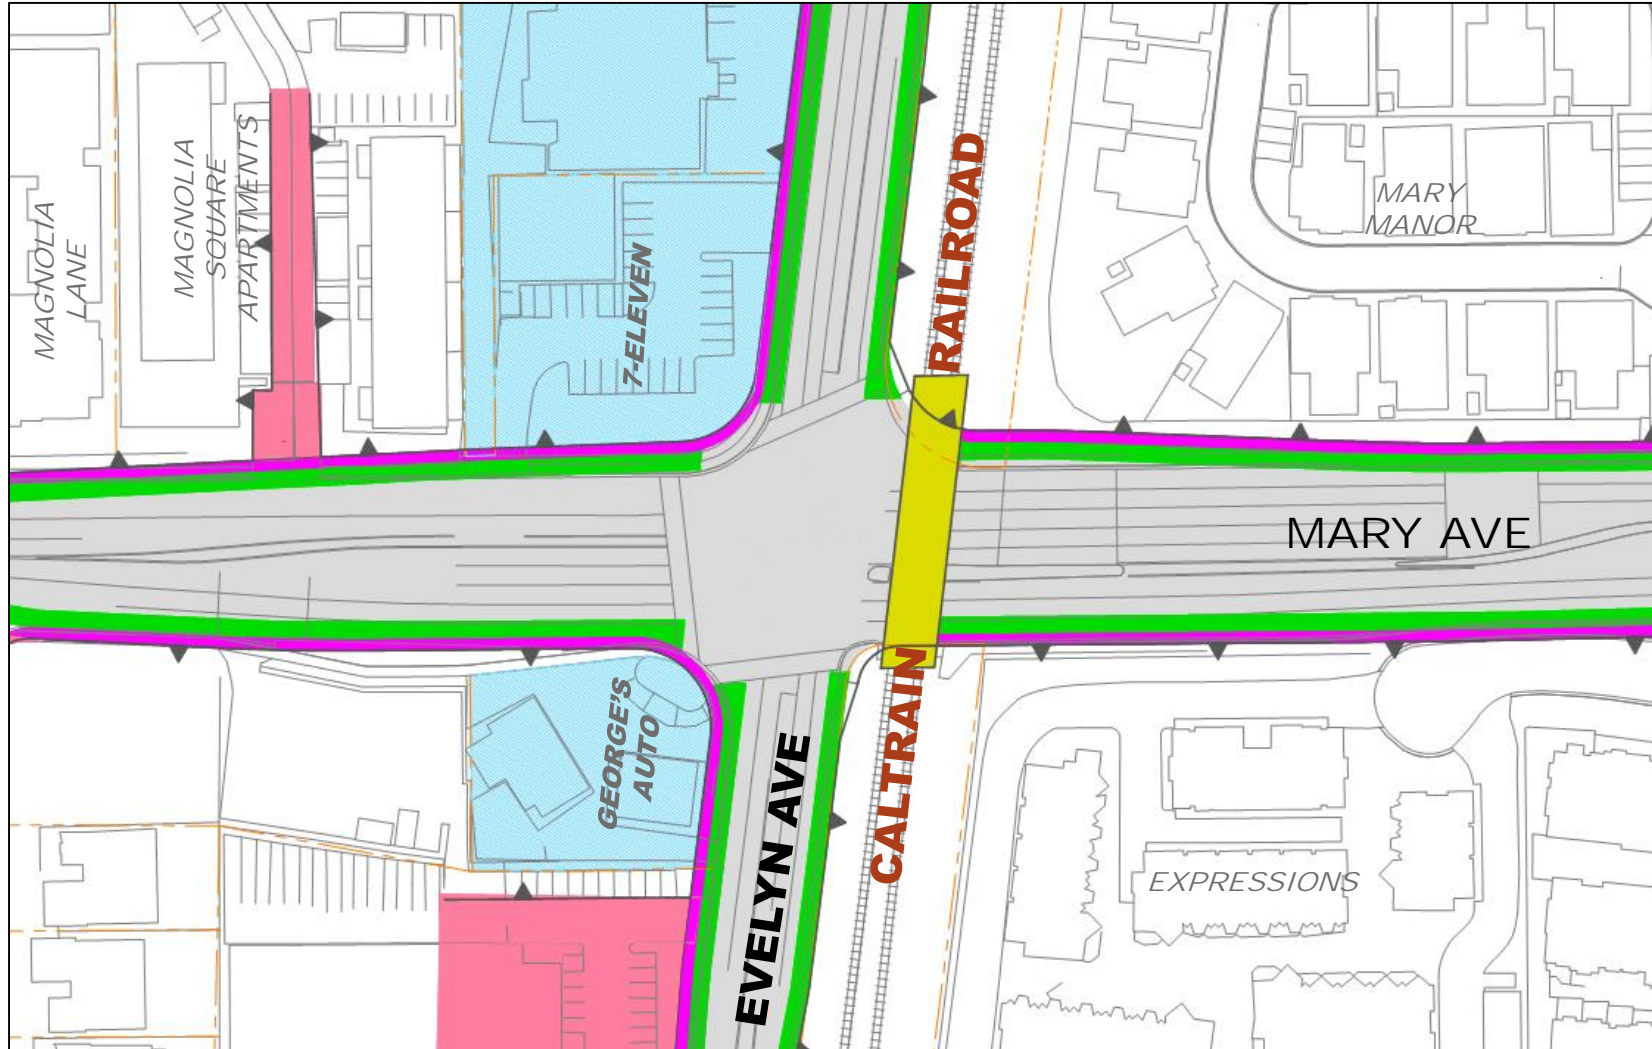 MAGNOLIA
LANE
MAGNOLIA
SQUARE
APARTMENTS
7-ELEVEN
RAILROAD
MARY
MANOR
MARY AVE
GEORGE'S
AUTO
EVELYN AVE
CALTRAIN
EXPRESSIONS